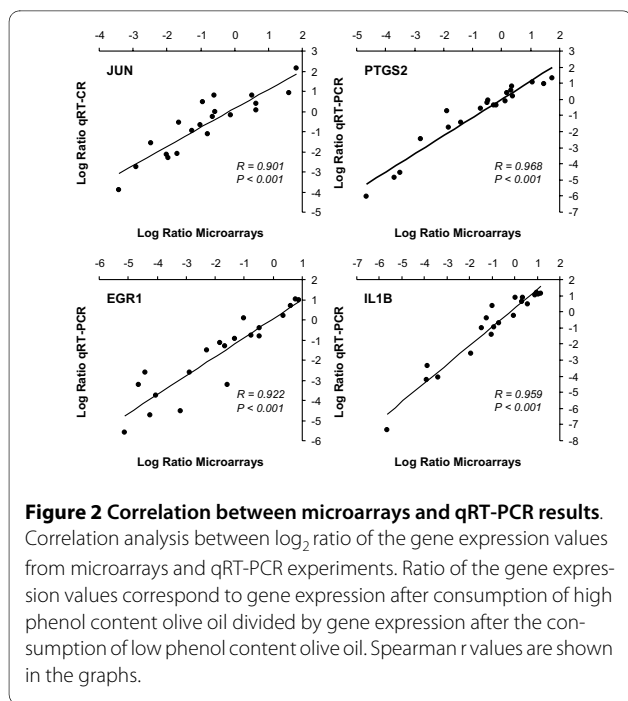 -4 -3 -2 -1 0 1 2
JUN
3
2
1
0
-1
-2
-3
-4
-5
Log Ratio qRT-CR
R = 0.901
P < 0.001
Log Ratio Microarrays
-5 -4 -3 -2 -1 0 1 2
PTGS2
3
2
1
0
-1
-2
-3
-4
-5
-6
-7
Log Ratio qRT-PCR
R = 0.968
P < 0.001
Log Ratio Microarrays
-6 -5 -4 -3 -2 -1 0 1
EGR1
2
1
0
-1
-2
-3
-4
-5
-6
Log Ratio qRT-PCR
R = 0.922
P < 0.001
Log Ratio Microarrays
-7 -6 -5 -4 -3 -2 -1 0 1 2
IL1B
3
2
1
0
-1
-2
-3
-4
-5
-6
-7
-8
Log Ratio qRT-PCR
R = 0.959
P < 0.001
Log Ratio Microarrays
Figure 2 Correlation between microarrays and qRT-PCR results.
Correlation analysis between log2 ratio of the gene expression values
from microarrays and qRT-PCR experiments. Ratio of the gene expres-
sion values correspond to gene expression after consumption of high
phenol content olive oil divided by gene expression after the con-
sumption of low phenol content olive oil. Spearman r values are shown
in the graphs.